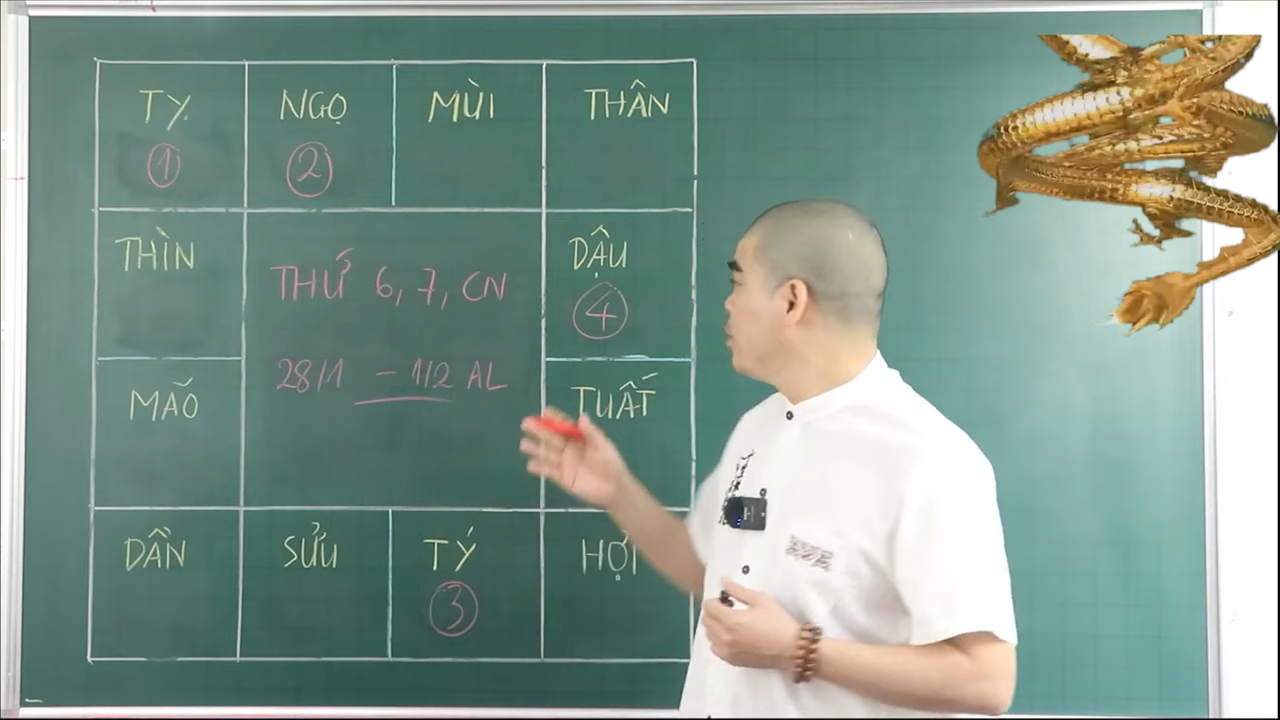 TỴ NGỌ MÙI THÂN
1 2
THÌN DẬU
4
THỨ 6, 7, CN
28/1 - 1/2 AL
MÃO TUẤT
DẦN SỬU TÝ HỢI
3